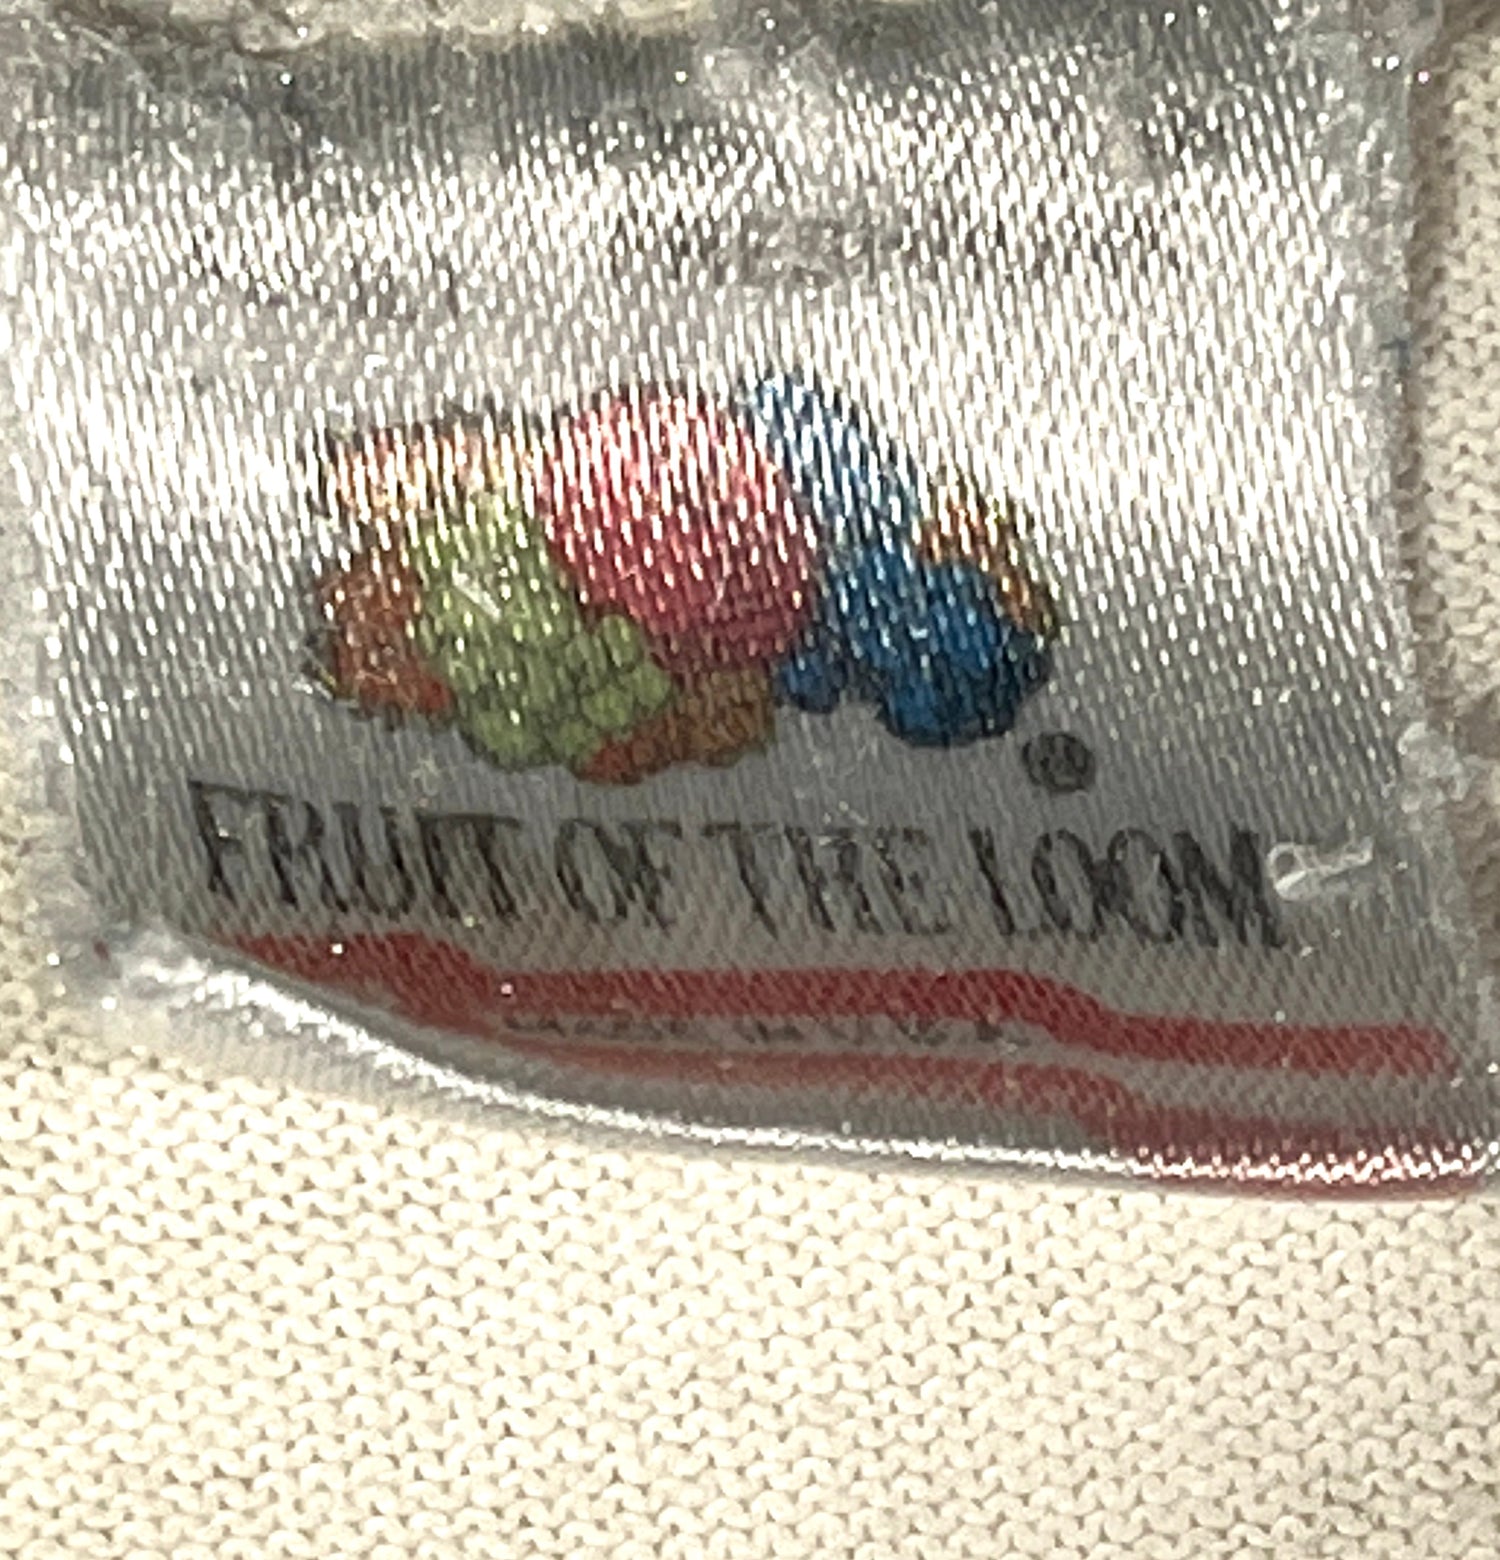 ®
FRUIT OF THE LOOM